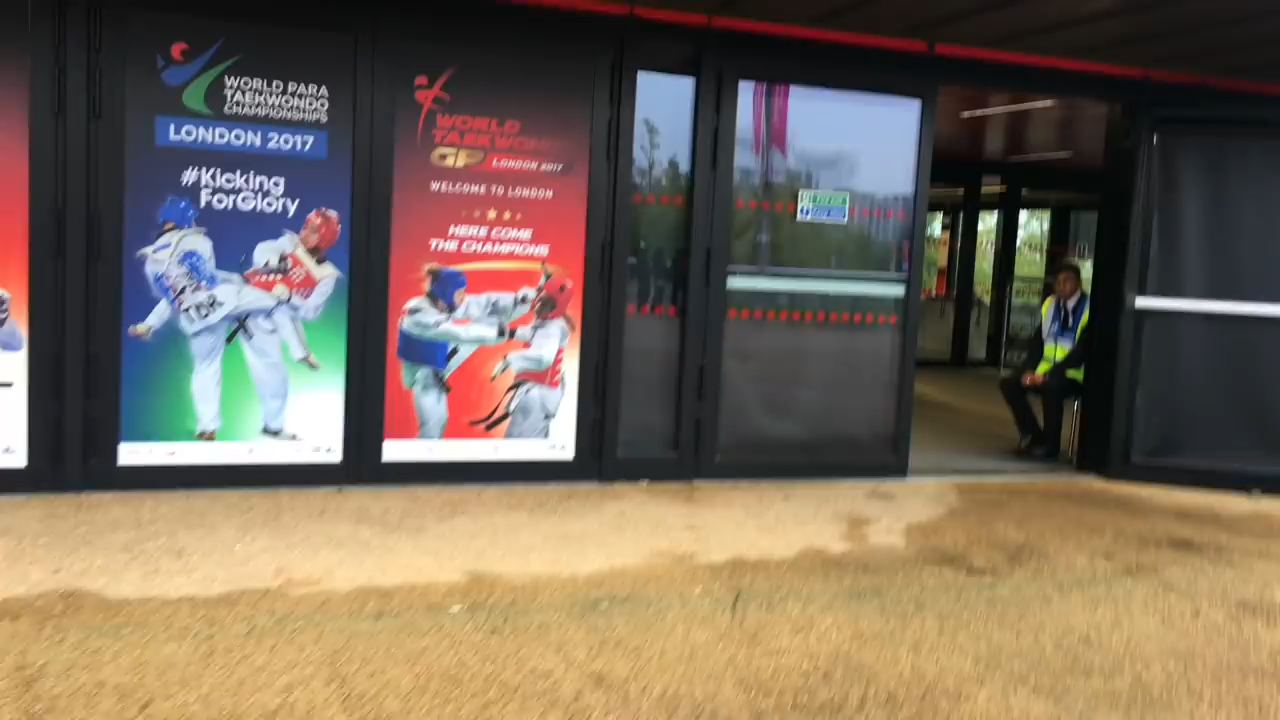 WORLD PARA
TAEKWONDO
CHAMPIONSHIPS
LONDON 2017
#Kicking
ForGlory
WORLD
GP LONDON 2017
WELCOME TO LONDON
HERE COME
THE CHAMPIONS